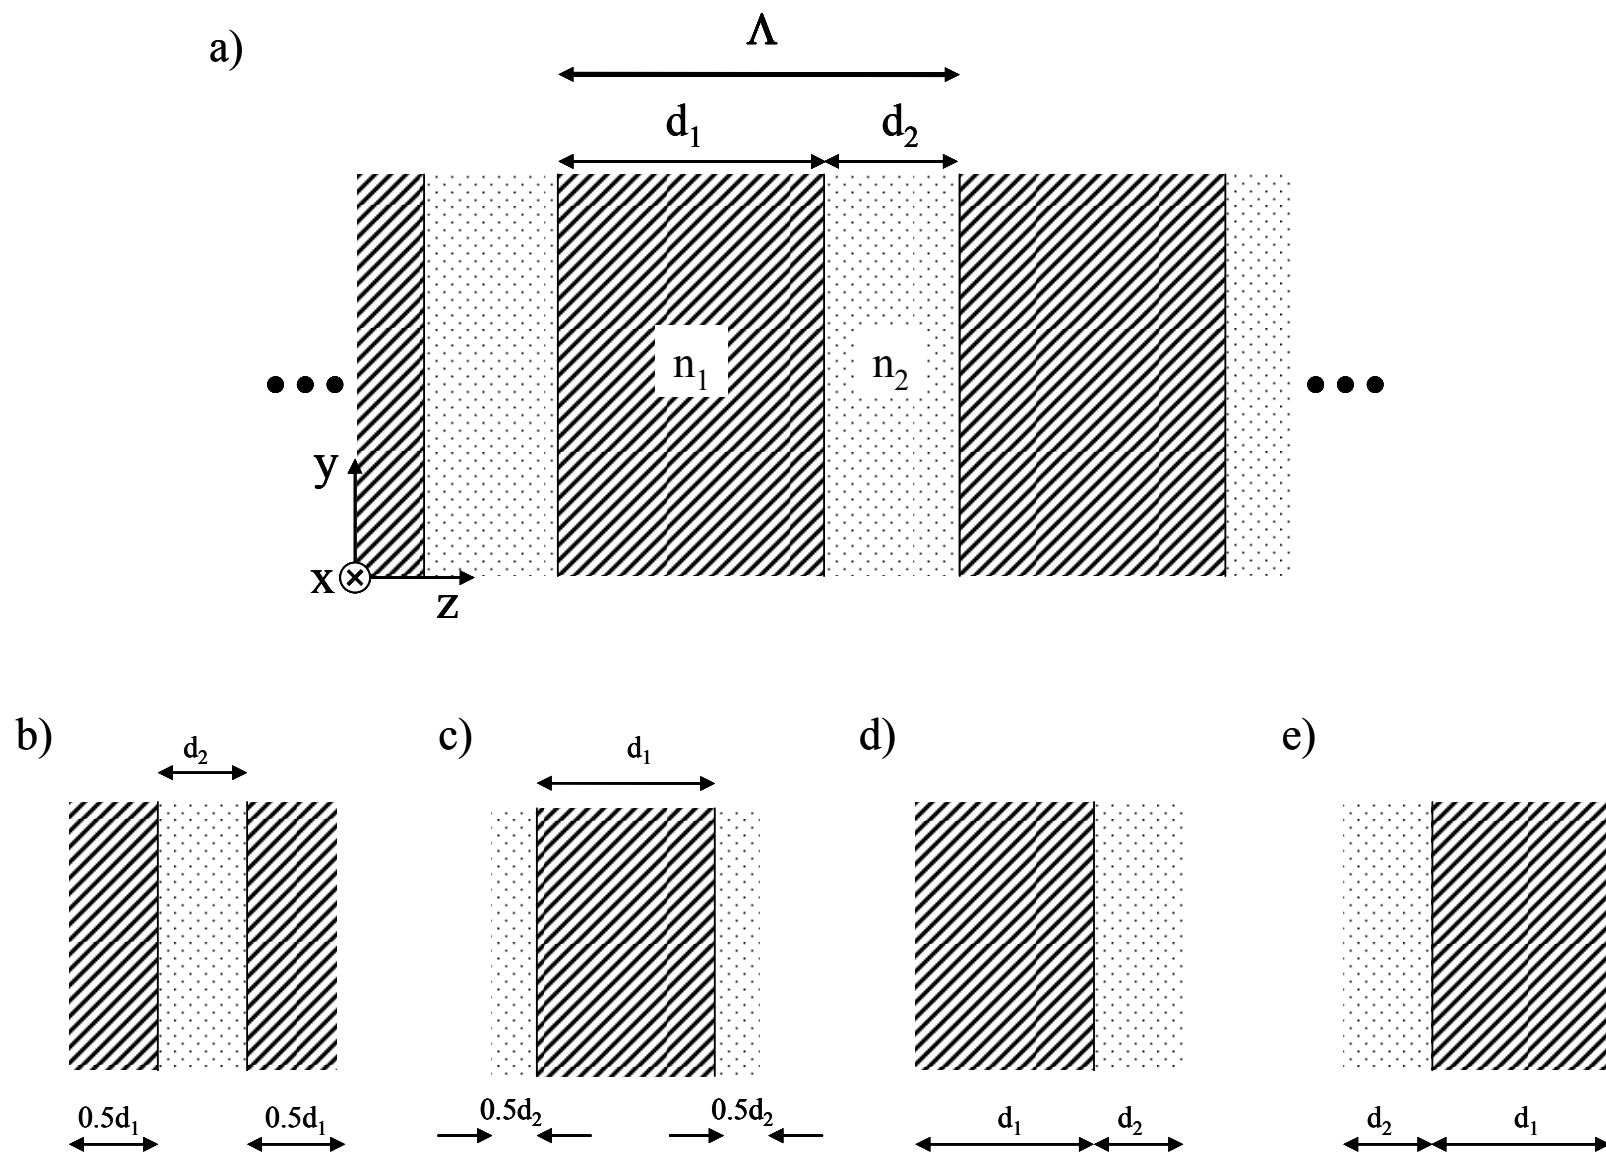 a)
Λ
d₁ d₂
n₁ n₂
y
x
z
b) c) d) e)
d₂
d₁
0.5d₁ 0.5d₁
0.5d₂ 0.5d₂
d₁ d₂
d₂ d₁